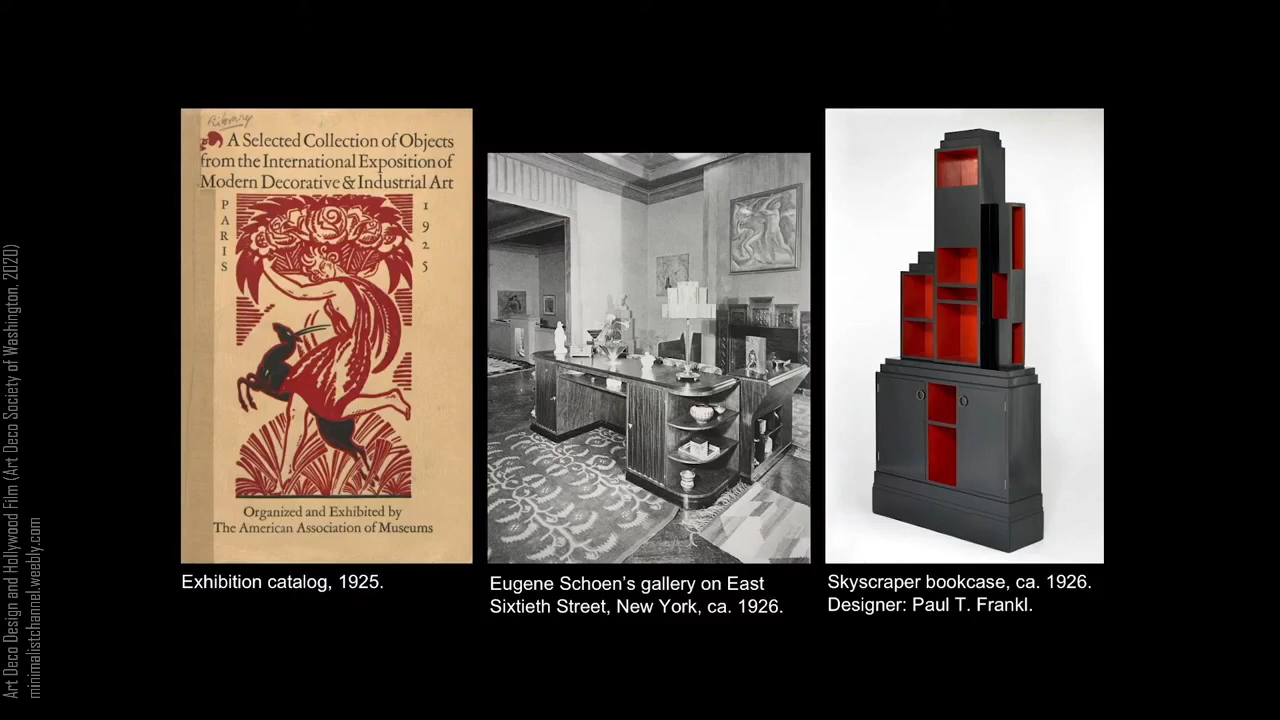 Library
A Selected Collection of Objects
from the International Exposition of
Modern Decorative & Industrial Art
PARIS
1925
Organized and Exhibited by
The American Association of Museums
Exhibition catalog, 1925.
Eugene Schoen's gallery on East
Sixtieth Street, New York, ca. 1926.
Skyscraper bookcase, ca. 1926.
Designer: Paul T. Frankl.
Art Deco Design and Hollywood Film (Art Deco Society of Washington, 2020)
minimalistchannel.weebly.com